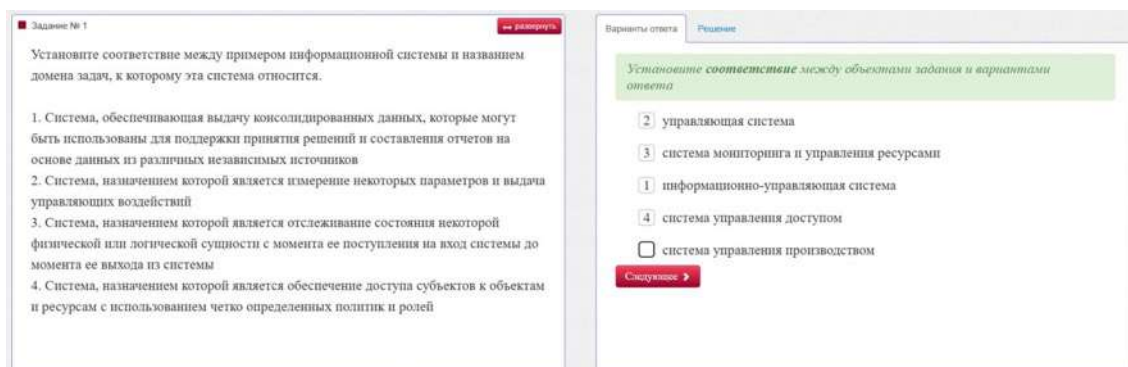 Задание № 1
развернуть
Установите соответствие между примером информационной системы и названием
домена задач, к которому эта система относится.
1. Система, обеспечивающая выдачу консолидированных данных, которые могут
быть использованы для поддержки принятия решений и составления отчетов на
основе данных из различных независимых источников
2. Система, назначением которой является измерение некоторых параметров и выдача
управляющих воздействий
3. Система, назначением которой является отслеживание состояния некоторой
физической или логической сущности с момента ее поступления на вход системы до
момента ее выхода из системы
4. Система, назначением которой является обеспечение доступа субъектов к объектам
и ресурсам с использованием четко определенных политик и ролей
Варианты ответа Решение
Установите соответствие между объектами задания и вариантами
ответа
2 управляющая система
3 система мониторинга и управления ресурсами
1 информационно-управляющая система
4 система управления доступом
система управления производством
Следующее